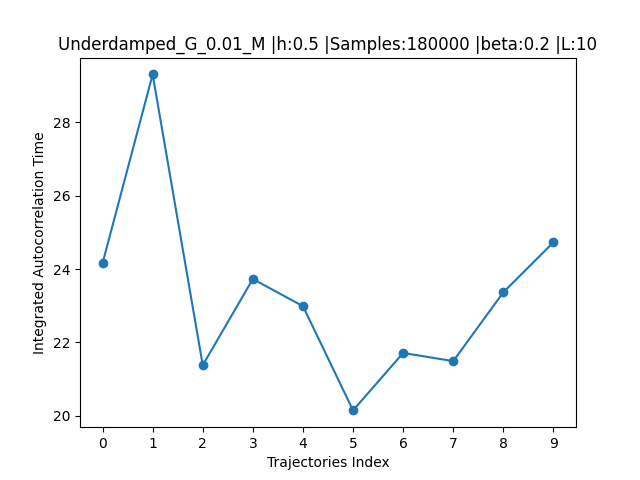 Underdamped_G_0.01_M |h:0.5 |Samples:180000 |beta:0.2 |L:10
Integrated Autocorrelation Time
28
26
24
22
20
0 1 2 3 4 5 6 7 8 9
Trajectories Index